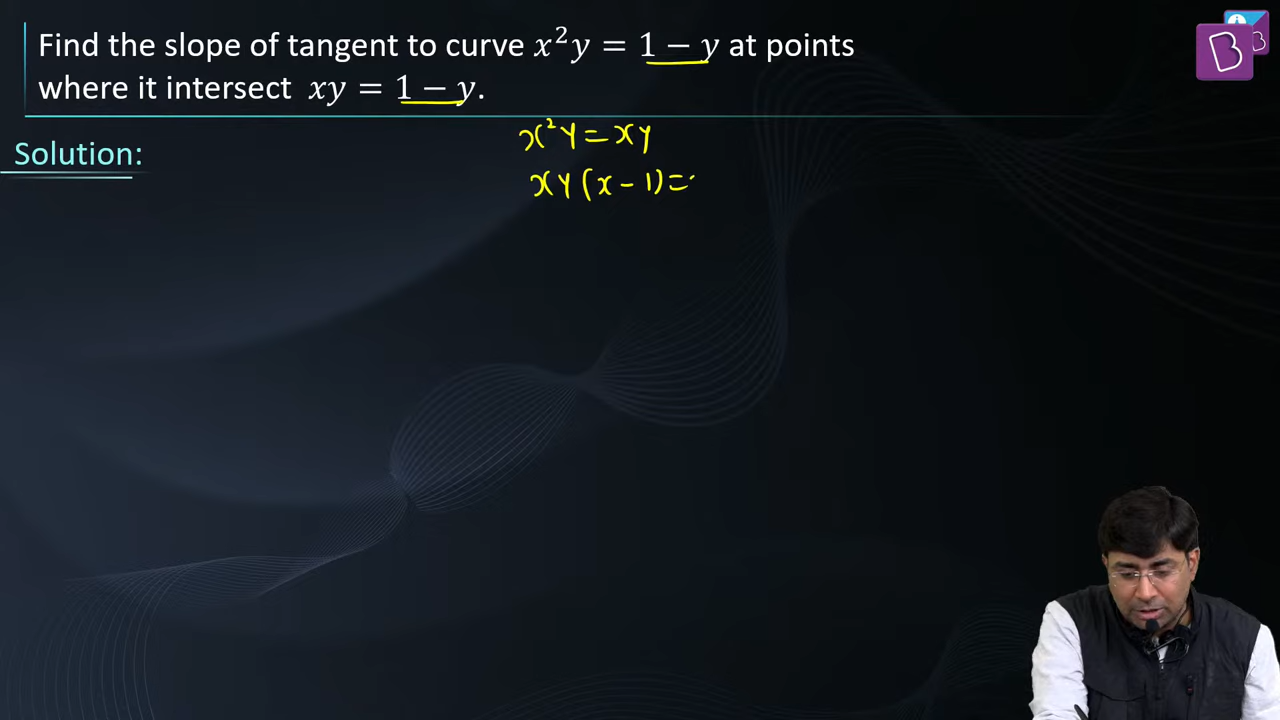 Find the slope of tangent to curve x²y = 1 − y at points
where it intersect xy = 1 − y.
Solution:
x²y = xy
xy(x − 1) =